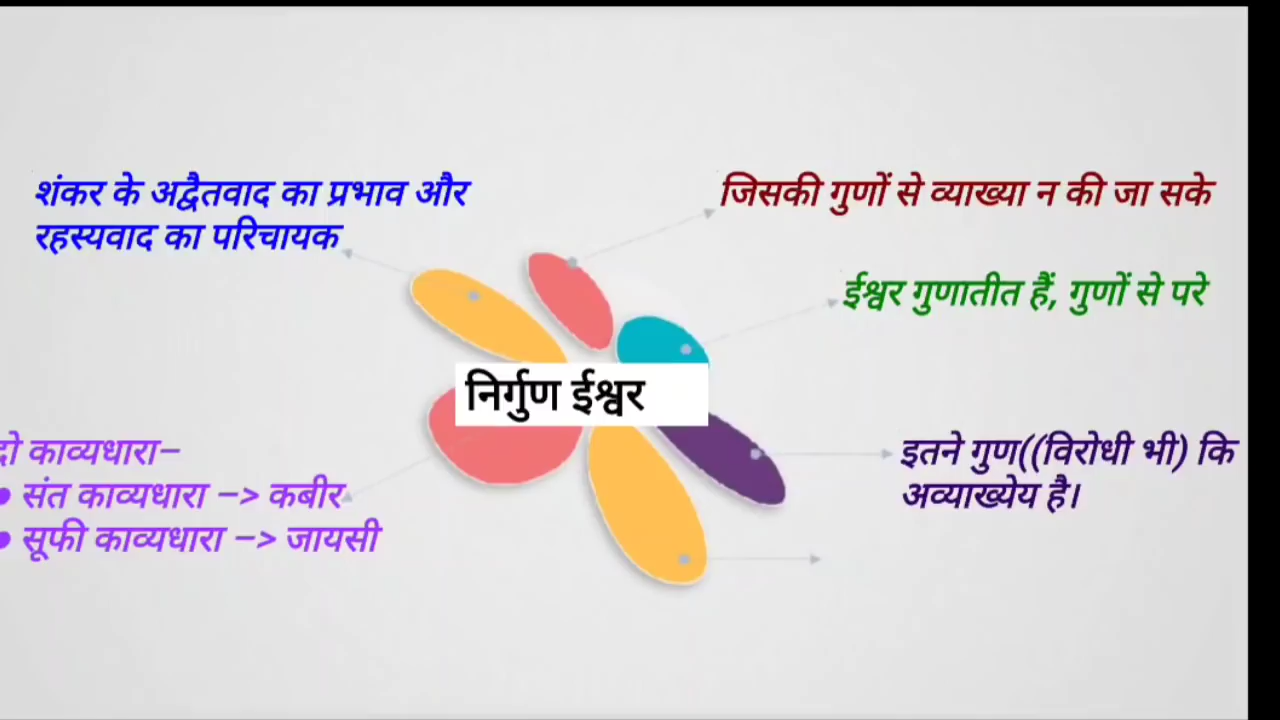 शंकर के अद्वैतवाद का प्रभाव और
रहस्यवाद का परिचायक
जिसकी गुणों से व्याख्या न की जा सके
ईश्वर गुणातीत हैं, गुणों से परे
निर्गुण ईश्वर
दो काव्यधारा–
• संत काव्यधारा –> कबीर
• सूफी काव्यधारा –> जायसी
इतने गुण((विरोधी भी) कि
अव्याख्येय है।